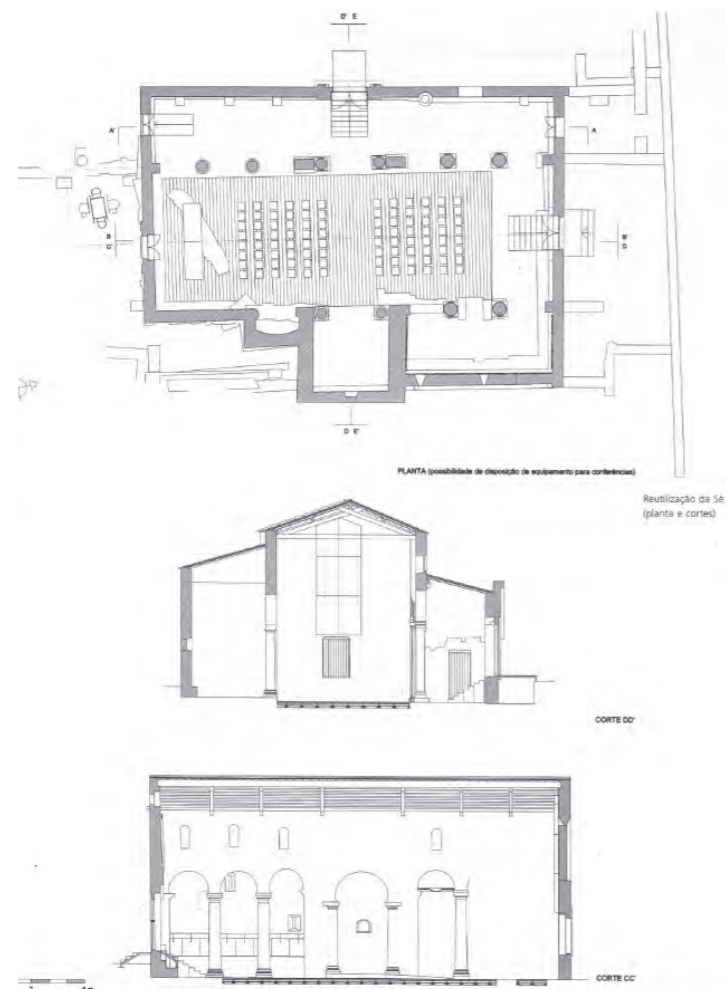 D' E
A'
A
B
C'
D E'
PLANTA (possibilidade de disposição de equipamento para conferências)
Reutilização da Sé
(planta e cortes)
CORTE DD'
CORTE CC'